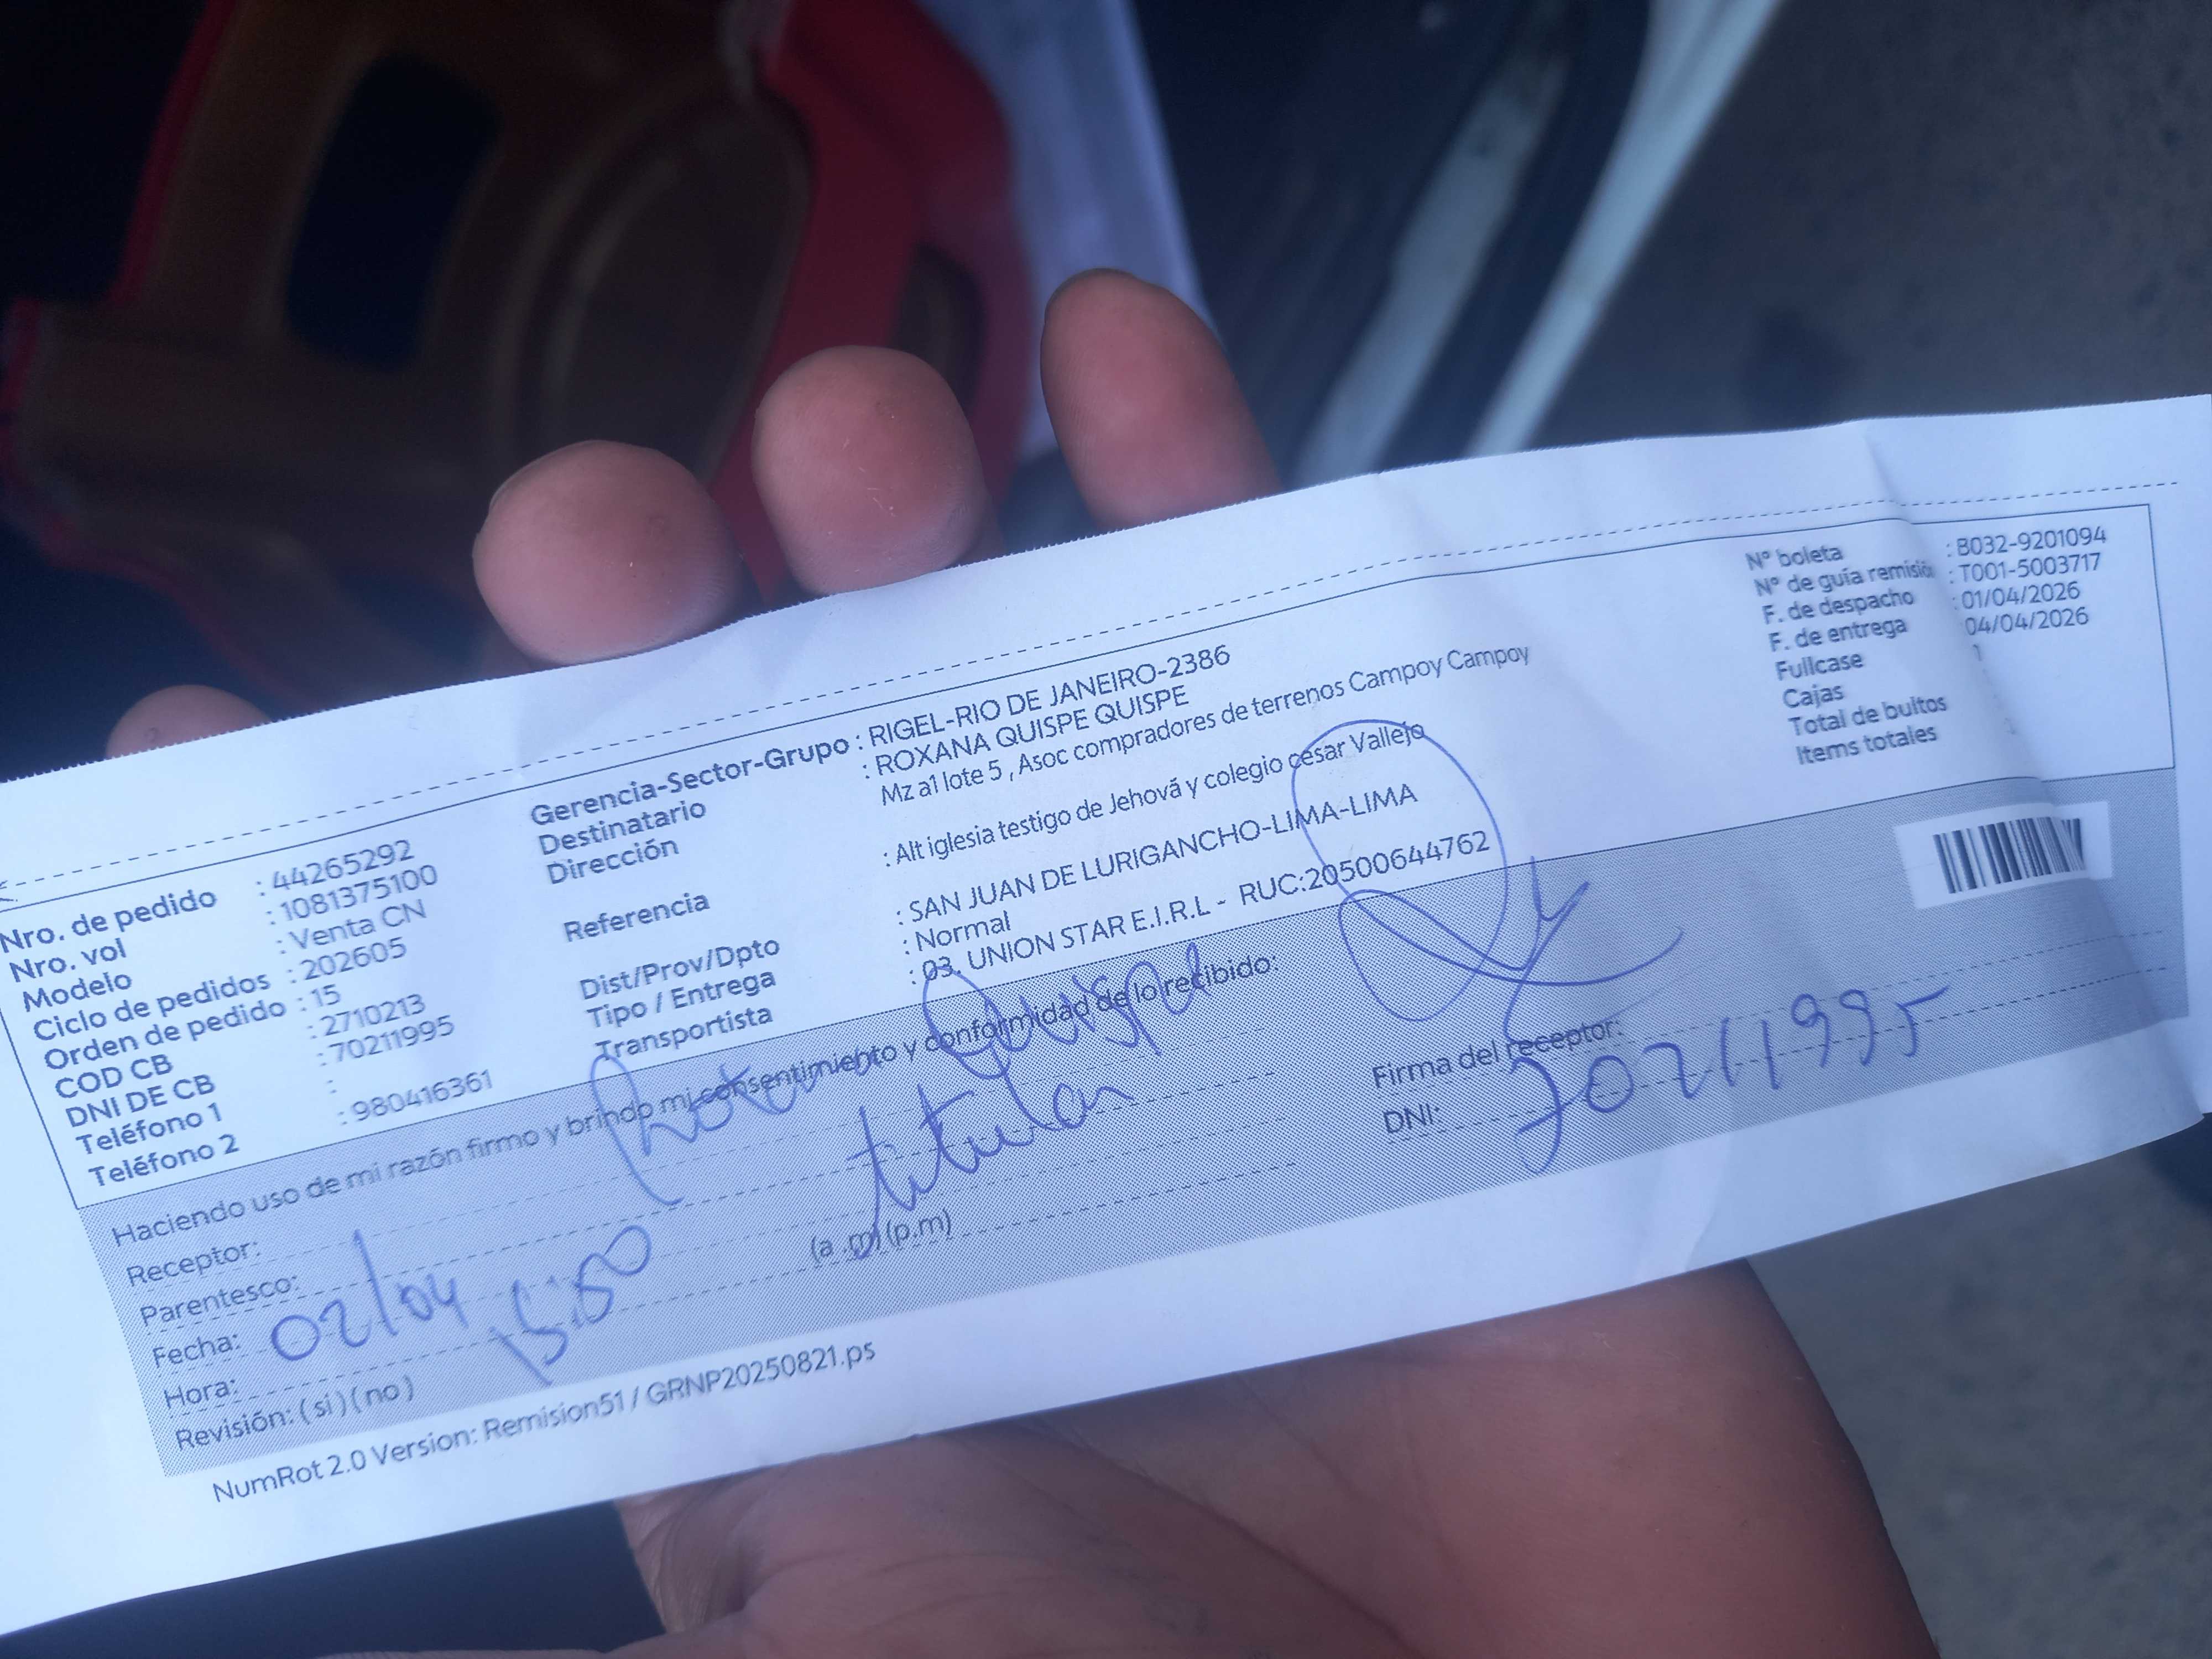 Nro. de pedido : 44265292
Nro. vol : 1081375100
Modelo : Venta CN
Ciclo de pedidos : 202605
Orden de pedido : 15
COD CB : 2710213
DNI DE CB : 70211995
Teléfono 1 :
Teléfono 2 : 980416361
Gerencia-Sector-Grupo : RIGEL-RIO DE JANEIRO-2386
Destinatario : ROXANA QUISPE QUISPE
Dirección Mz a1 lote 5 , Asoc compradores de terrenos Campoy Campoy
Referencia : Alt iglesia testigo de Jehová y colegio césar Vallejo
Dist/Prov/Dpto : SAN JUAN DE LURIGANCHO-LIMA-LIMA
Tipo / Entrega : Normal
Transportista : 03. UNION STAR E.I.R.L - RUC:20500644762
N° boleta : B032-9201094
N° de guía remisión : T001-5003717
F. de despacho : 01/04/2026
F. de entrega 04/04/2026
Fullcase 1
Cajas
Total de bultos
Items totales
Haciendo uso de mi razón firmo y brindo mi consentimiento y conformidad de lo recibido:
Receptor: Quispe
Parentesco: titular
Fecha: 02/04
Hora: 15:50 (a .m) (p.m)
Revisión: ( si ) ( no )
Firma del receptor:
DNI: 70211995
NumRot 2.0 Version: Remision51 / GRNP20250821.ps